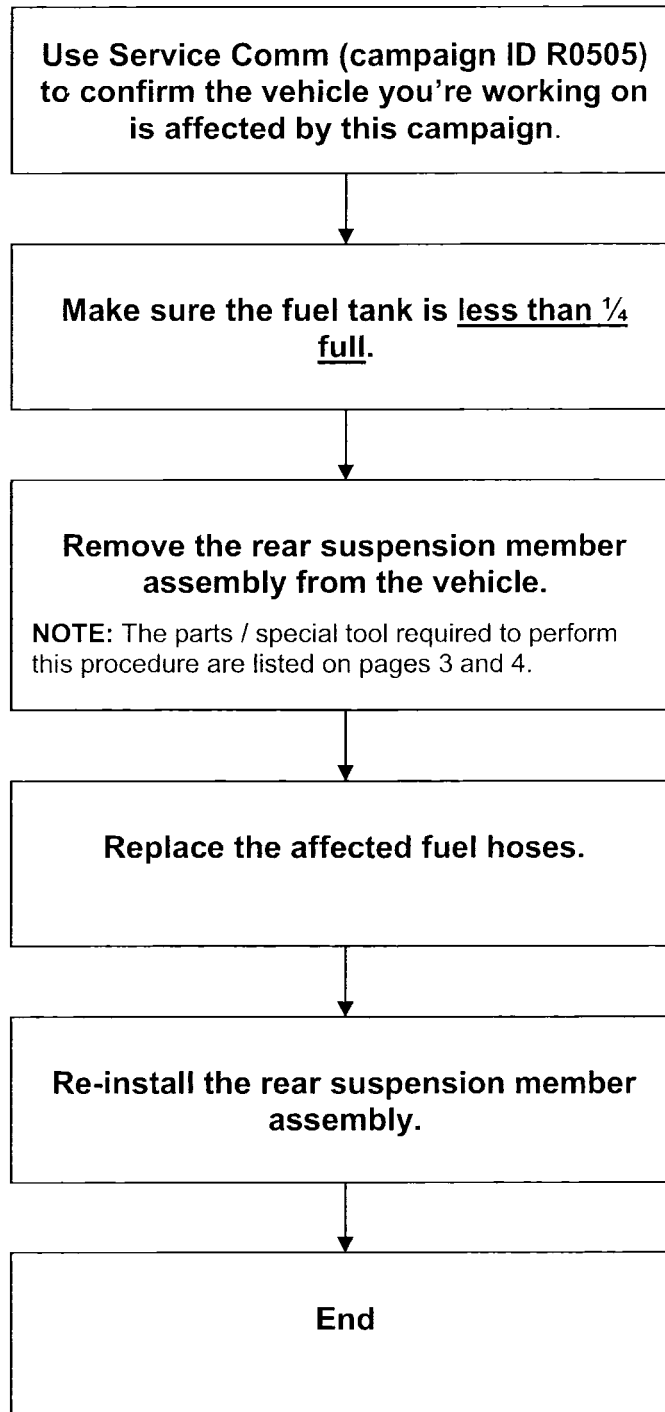 Use Service Comm (campaign ID R0505)
to confirm the vehicle you're working on
is affected by this campaign.
Make sure the fuel tank is less than ¼
full.
Remove the rear suspension member
assembly from the vehicle.
NOTE: The parts / special tool required to perform
this procedure are listed on pages 3 and 4.
Replace the affected fuel hoses.
Re-install the rear suspension member
assembly.
End